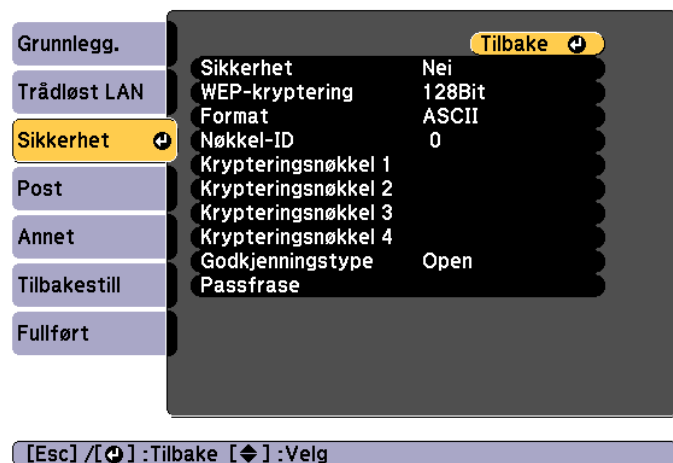 Grunnlegg.
Trådløst LAN
Sikkerhet
Post
Annet
Tilbakestill
Fullført
Tilbake
Sikkerhet Nei
WEP-kryptering 128Bit
Format ASCII
Nøkkel-ID 0
Krypteringsnøkkel 1
Krypteringsnøkkel 2
Krypteringsnøkkel 3
Krypteringsnøkkel 4
Godkjenningstype Open
Passfrase
[Esc] /[⏎] :Tilbake [◆] :Velg